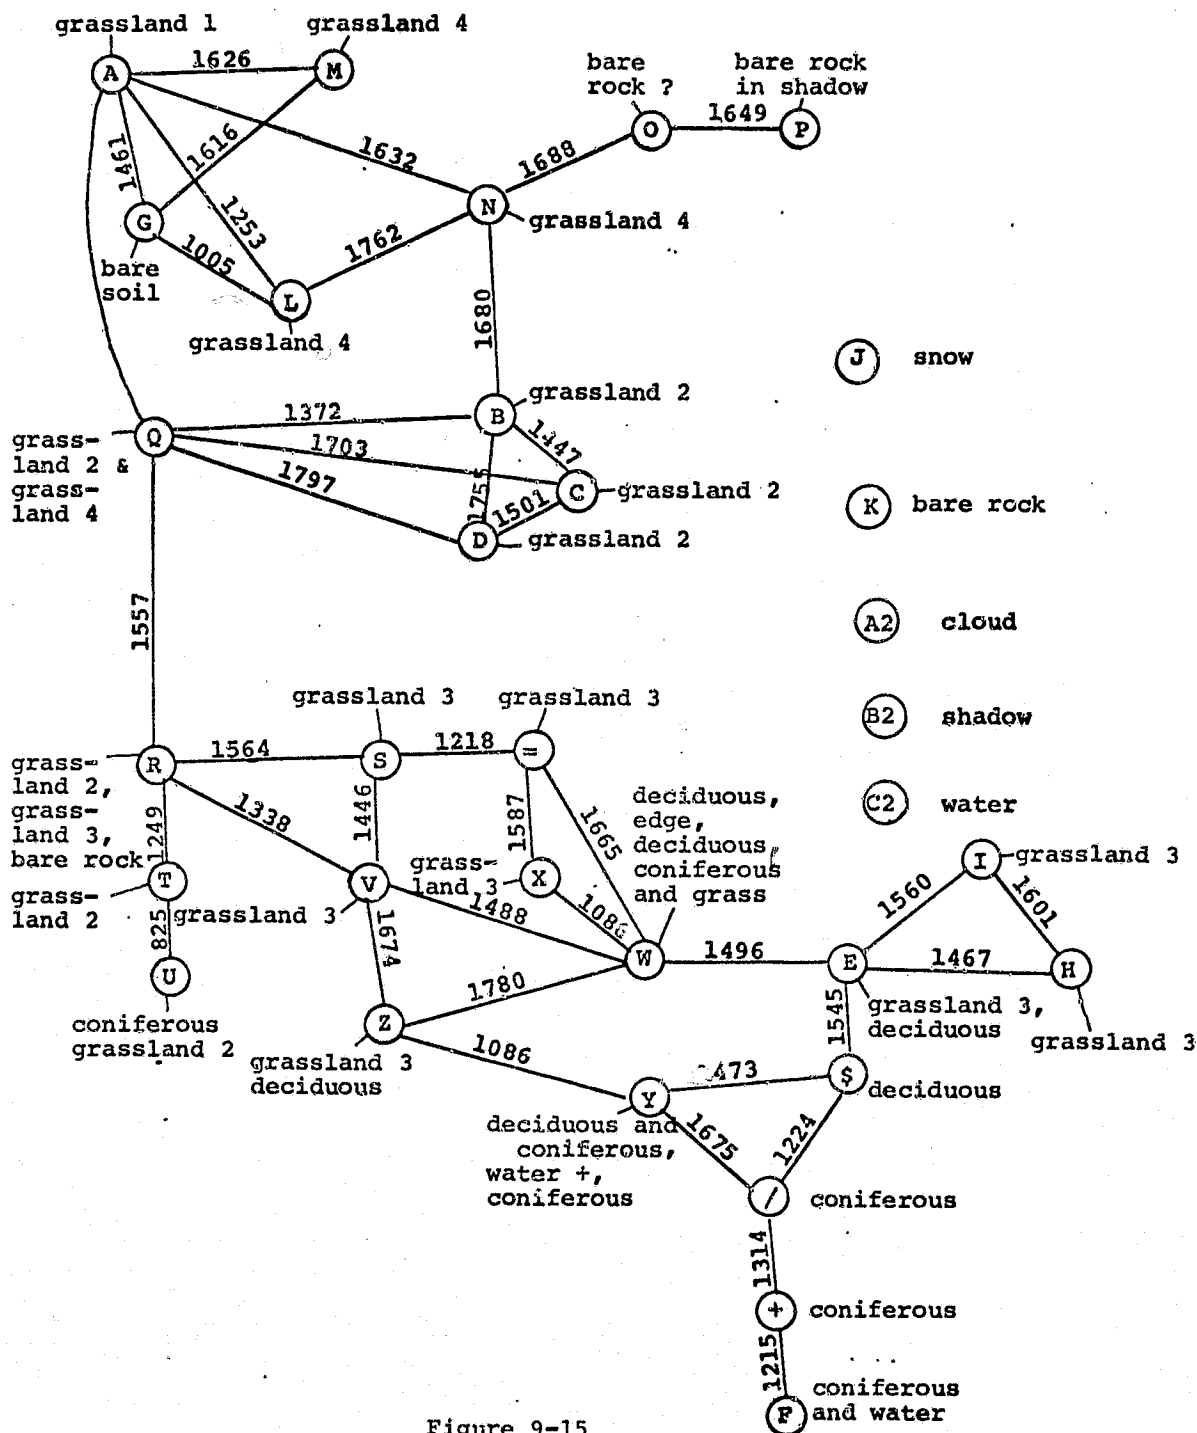 grassland 1
grassland 4
A
1626
M
bare
rock ?
bare rock
in shadow
O
1649
P
1461
1616
1632
1688
G
1253
N
grassland 4
1005
1762
bare
soil
L
grassland 4
1680
J
snow
grassland 2
1372
B
Q
1447
grass-
land 2 &
grass-
land 4
1703
1797
1755
C
grassland 2
1501
D
grassland 2
K
bare rock
1557
A2
cloud
B2
shadow
C2
water
grassland 3
grassland 3
R
1564
S
1218
=
grass-
land 2,
grass-
land 3,
bare rock
1249
1338
1446
1587
1665
deciduous,
edge,
deciduous,
coniferous
and grass
T
grass-
land 2
825
U
coniferous
grassland 2
V
grassland 3
grass-
land 3
X
1488
W
1674
1780
1496
E
1560
I
grassland 3
1601
1467
H
grassland 3
grassland 3,
deciduous
1545
Z
grassland 3
deciduous
1086
Y
$
deciduous
deciduous and
coniferous,
water +,
coniferous
1675
1224
/
coniferous
1314
+
coniferous
1215
F
coniferous
and water
Figure 9-15